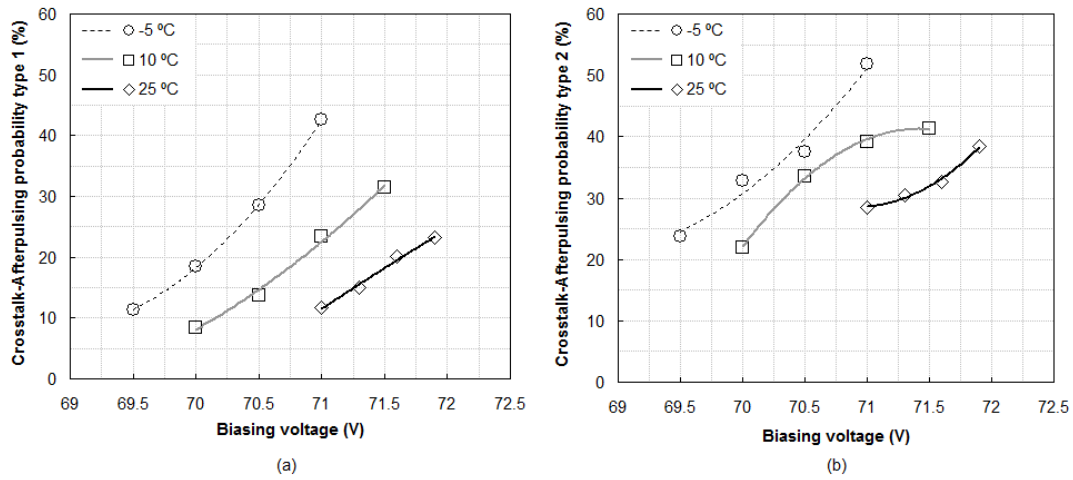 Crosstalk-Afterpulsing probability type 1 (%)
60
50
40
30
20
10
0
-5 ºC
10 ºC
25 ºC
69
69.5
70
70.5
71
71.5
72
72.5
Biasing voltage (V)
(a)
Crosstalk-Afterpulsing probability type 2 (%)
60
50
40
30
20
10
0
-5 ºC
10 ºC
25 ºC
69
69.5
70
70.5
71
71.5
72
72.5
Biasing voltage (V)
(b)